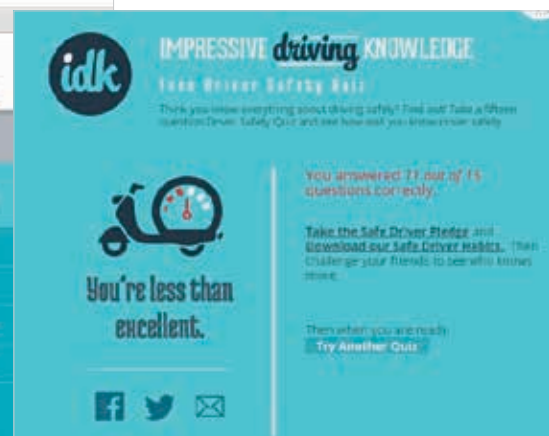 idk
IMPRESSIVE driving KNOWLEDGE
Teen Driver Safety Quiz
Think you know everything about driving safely? Find out! Take a fifteen
question Driver Safety Quiz and see how well you know driver safety.
You answered 11 out of 15
questions correctly.
Take the Safe Driver Pledge and
Download our Safe Driver Habits. Then
challenge your friends to see who knows
more.
You're less than
excellent.
Then when you are ready
Try Another Quiz